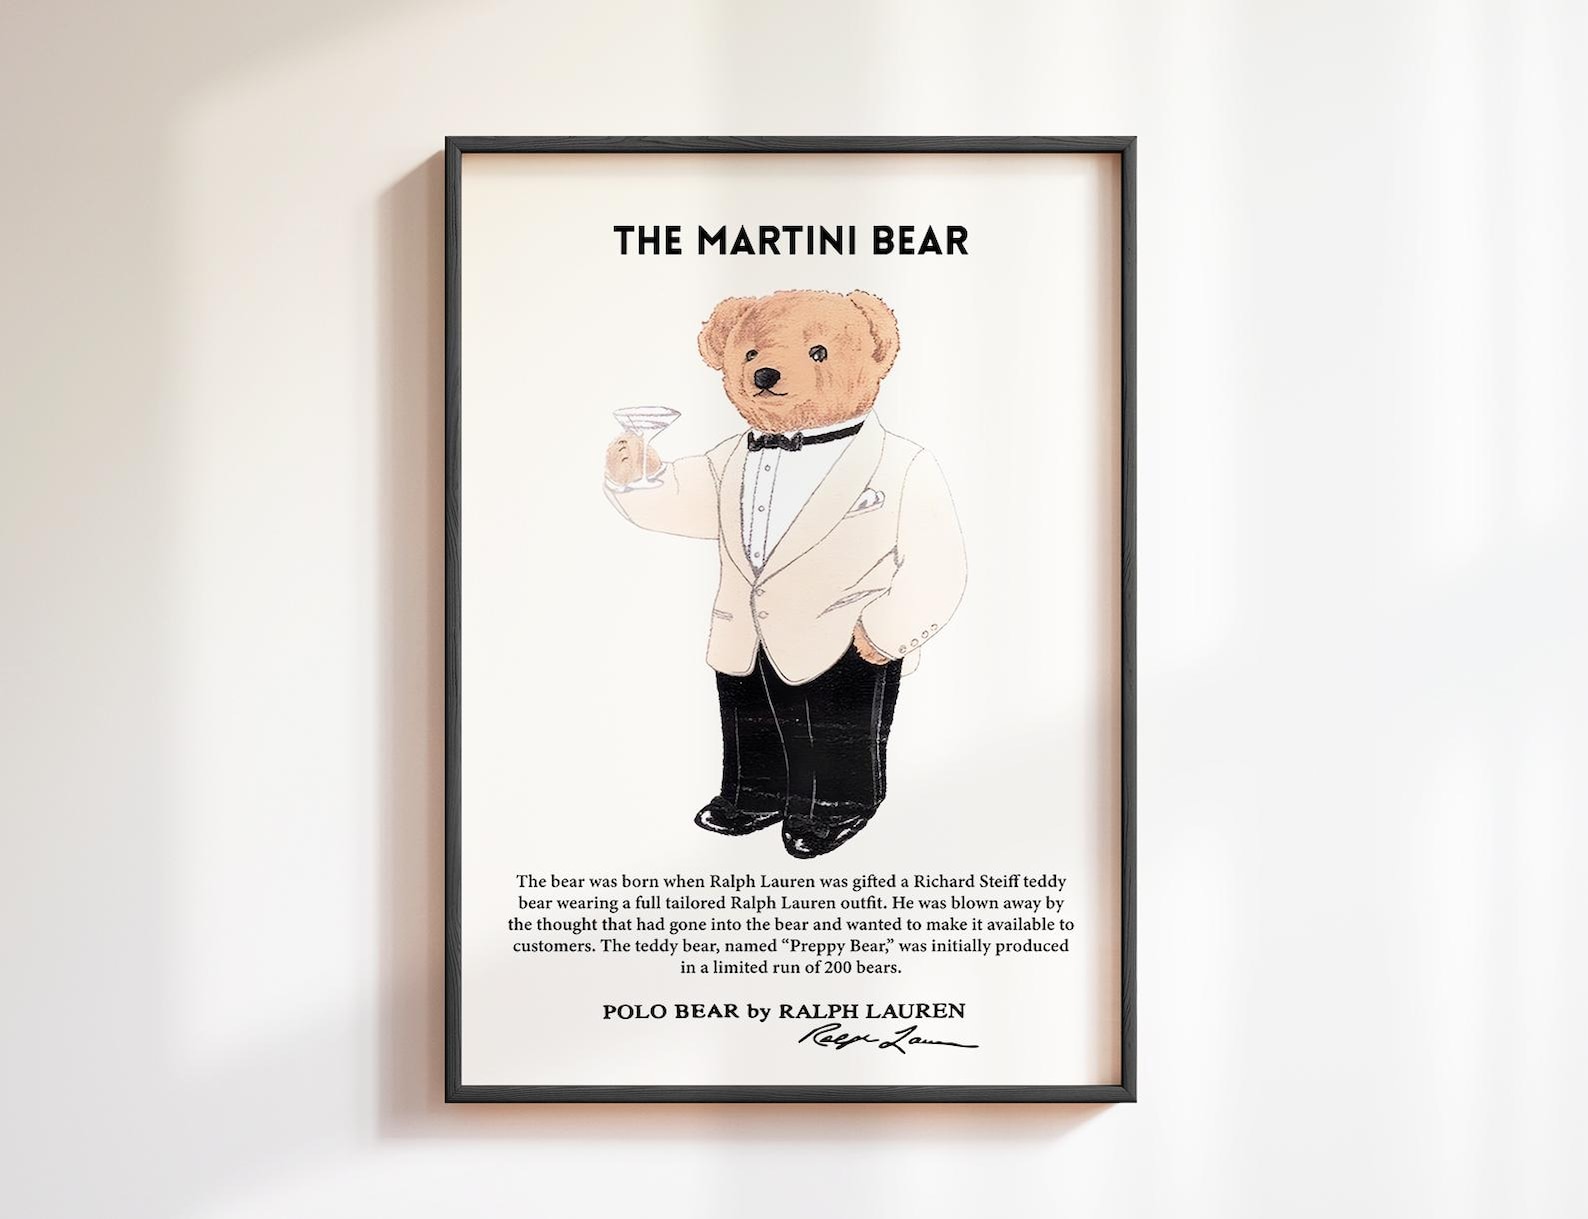 THE MARTINI BEAR
The bear was born when Ralph Lauren was gifted a Richard Steiff teddy
bear wearing a full tailored Ralph Lauren outfit. He was blown away by
the thought that had gone into the bear and wanted to make it available to
customers. The teddy bear, named “Preppy Bear,” was initially produced
in a limited run of 200 bears.
POLO BEAR by RALPH LAUREN
Ralph Lauren